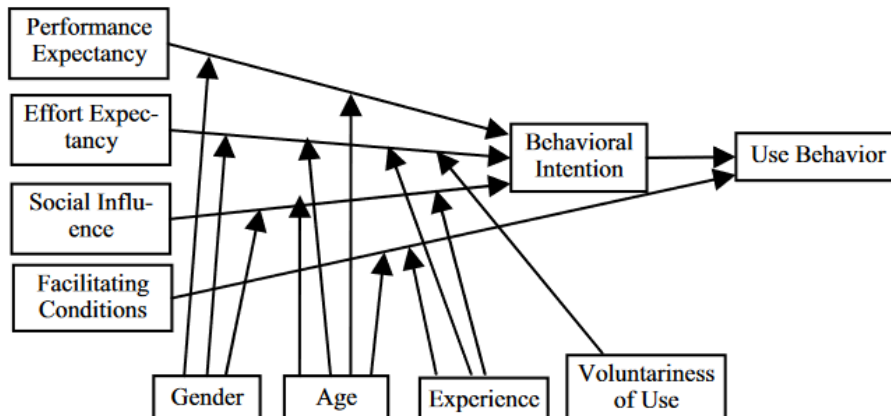 Performance
Expectancy
Effort Expec-
tancy
Social Influ-
ence
Facilitating
Conditions
Behavioral
Intention
Use Behavior
Gender
Age
Experience
Voluntariness
of Use